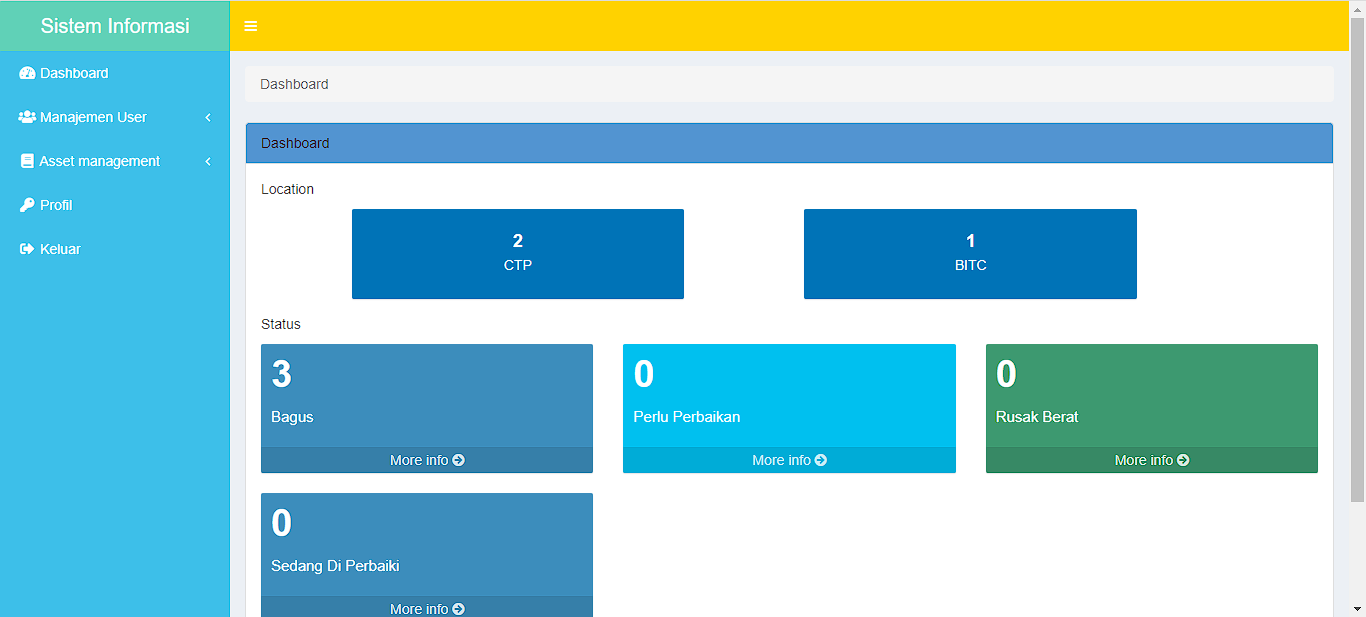 Sistem Informasi
Dashboard
Manajemen User
Asset management
Profil
Keluar
Dashboard
Dashboard
Location
2
CTP
1
BITC
Status
3
Bagus
More info
0
Perlu Perbaikan
More info
0
Rusak Berat
More info
0
Sedang Di Perbaiki
More info